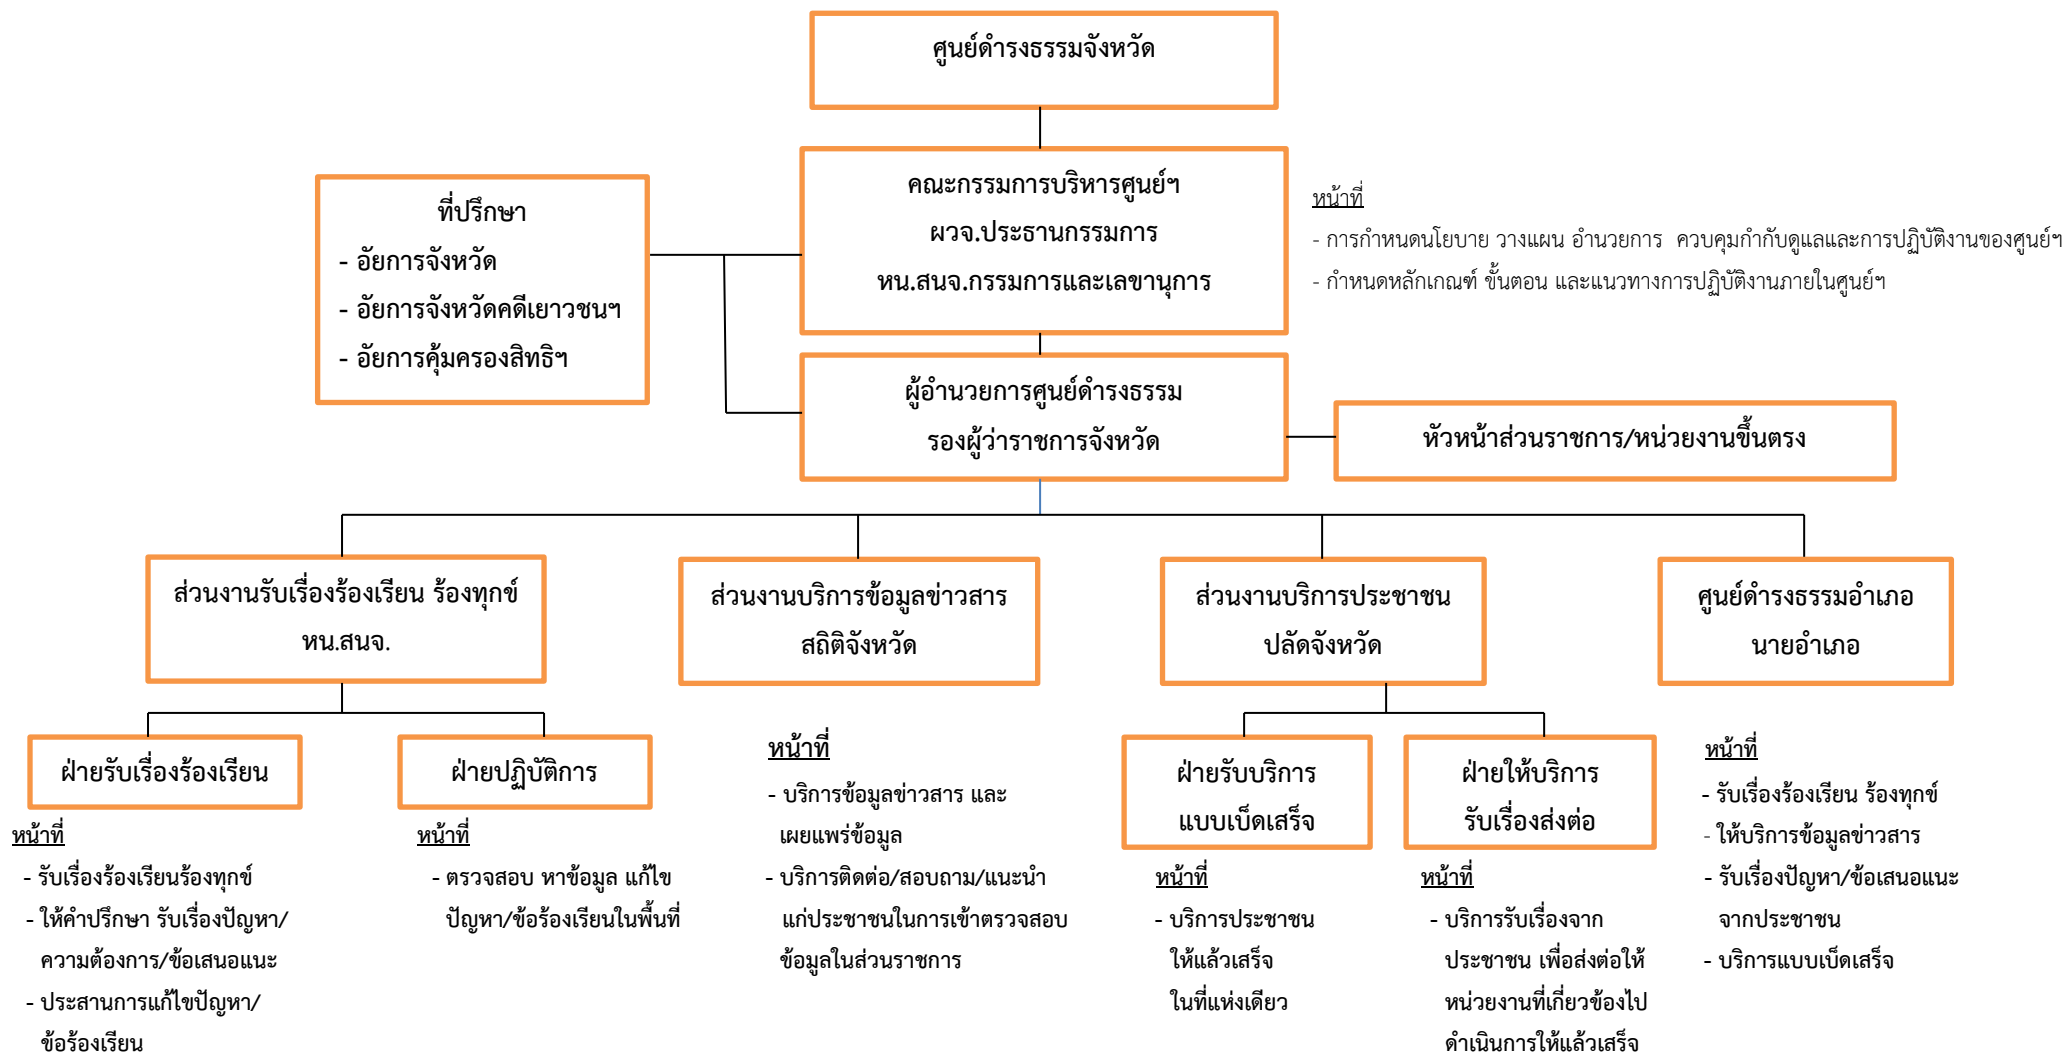 ศูนย์ดำรงธรรมจังหวัด
คณะกรรมการบริหารศูนย์ฯ
ผวจ.ประธานกรรมการ
หน.สนจ.กรรมการและเลขานุการ
ที่ปรึกษา
- อัยการจังหวัด
- อัยการจังหวัดคดีเยาวชนฯ
- อัยการคุ้มครองสิทธิฯ
หน้าที่
- การกำหนดนโยบาย วางแผน อำนวยการ ควบคุมกำกับดูแลและการปฏิบัติงานของศูนย์ฯ
- กำหนดหลักเกณฑ์ ขั้นตอน และแนวทางการปฏิบัติงานภายในศูนย์ฯ
ผู้อำนวยการศูนย์ดำรงธรรม
รองผู้ว่าราชการจังหวัด
หัวหน้าส่วนราชการ/หน่วยงานขึ้นตรง
ส่วนงานรับเรื่องร้องเรียน ร้องทุกข์
หน.สนจ.
ส่วนงานบริการข้อมูลข่าวสาร
สถิติจังหวัด
ส่วนงานบริการประชาชน
ปลัดจังหวัด
ศูนย์ดำรงธรรมอำเภอ
นายอำเภอ
ฝ่ายรับเรื่องร้องเรียน
หน้าที่
- รับเรื่องร้องเรียนร้องทุกข์
- ให้คำปรึกษา รับเรื่องปัญหา/
ความต้องการ/ข้อเสนอแนะ
- ประสานการแก้ไขปัญหา/
ข้อร้องเรียน
ฝ่ายปฏิบัติการ
หน้าที่
- ตรวจสอบ หาข้อมูล แก้ไข
ปัญหา/ข้อร้องเรียนในพื้นที่
หน้าที่
- บริการข้อมูลข่าวสาร และ
เผยแพร่ข้อมูล
- บริการติดต่อ/สอบถาม/แนะนำ
แก่ประชาชนในการเข้าตรวจสอบ
ข้อมูลในส่วนราชการ
ฝ่ายรับบริการ
แบบเบ็ดเสร็จ
หน้าที่
- บริการประชาชน
ให้แล้วเสร็จ
ในที่แห่งเดียว
ฝ่ายให้บริการ
รับเรื่องส่งต่อ
หน้าที่
- บริการรับเรื่องจาก
ประชาชน เพื่อส่งต่อให้
หน่วยงานที่เกี่ยวข้องไป
ดำเนินการให้แล้วเสร็จ
หน้าที่
- รับเรื่องร้องเรียน ร้องทุกข์
- ให้บริการข้อมูลข่าวสาร
- รับเรื่องปัญหา/ข้อเสนอแนะ
จากประชาชน
- บริการแบบเบ็ดเสร็จ